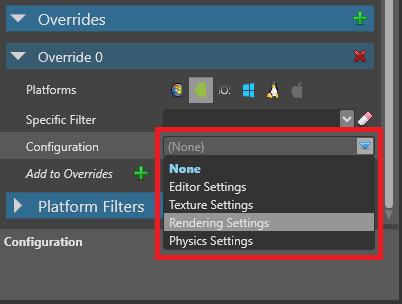 Overrides
Override 0
Platforms
iOS
Specific Filter
Configuration (None)
None
Editor Settings
Texture Settings
Rendering Settings
Physics Settings
Add to Overrides
Platform Filters
Configuration